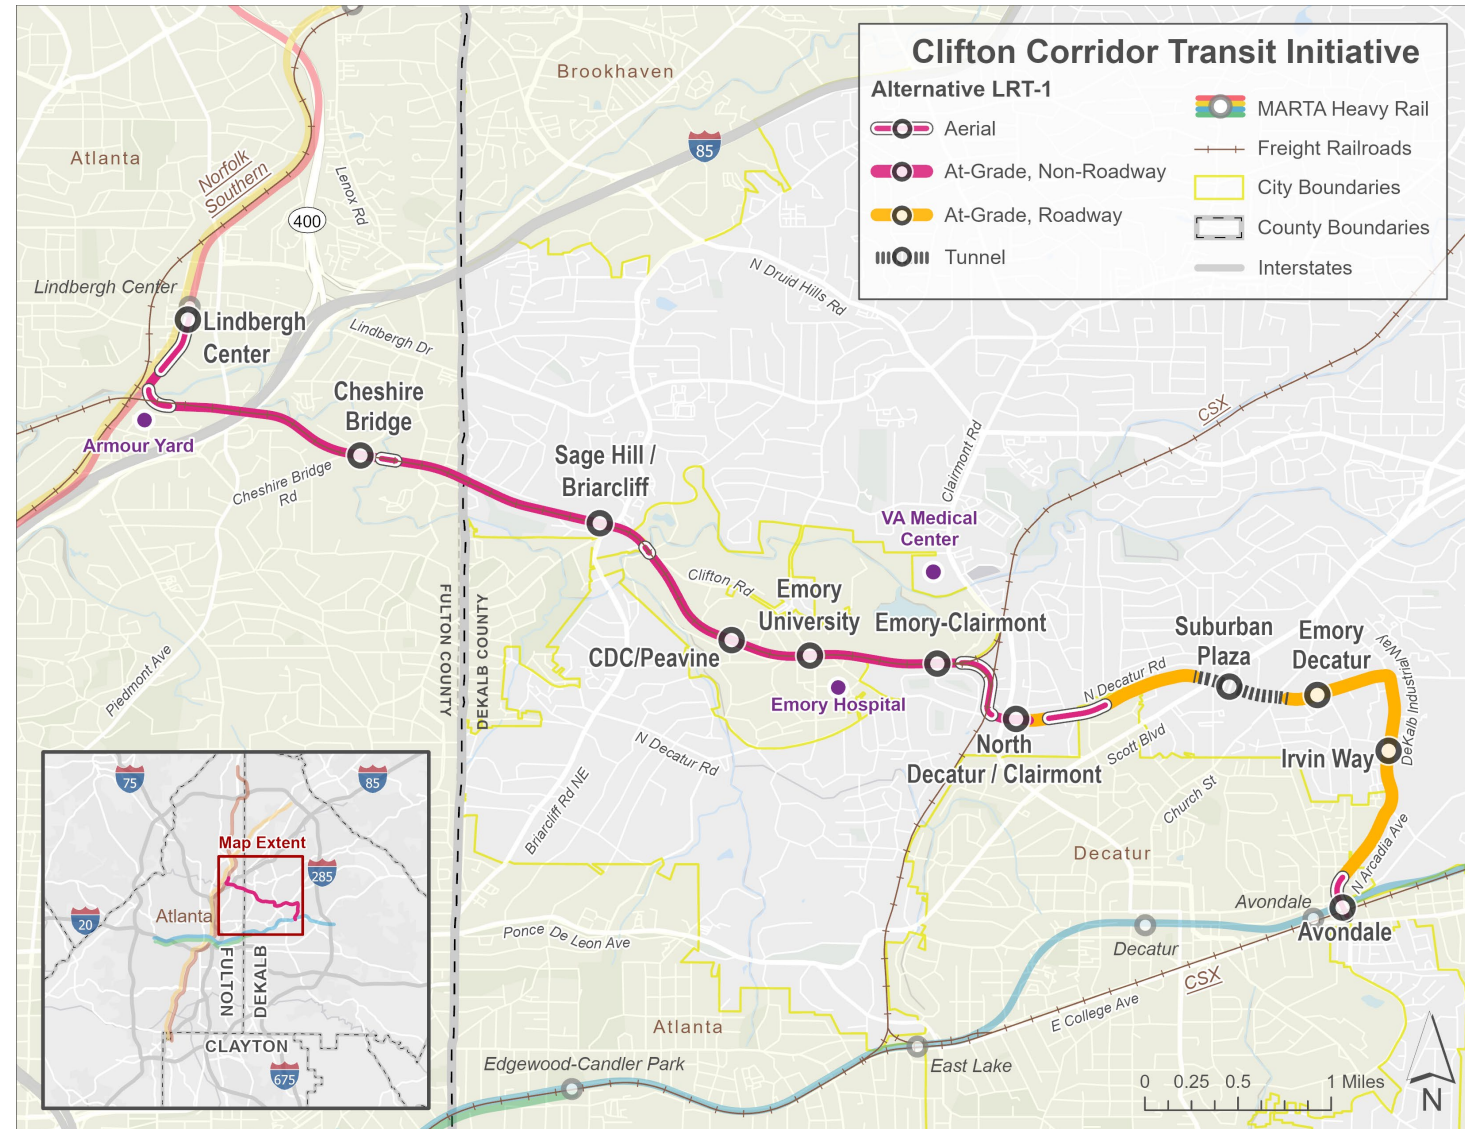 Clifton Corridor Transit Initiative
Alternative LRT-1
Aerial
At-Grade, Non-Roadway
At-Grade, Roadway
Tunnel
MARTA Heavy Rail
Freight Railroads
City Boundaries
County Boundaries
Interstates
Brookhaven
Atlanta
Norfolk
Southern
Lenox Rd
400
85
N Druid Hills Rd
Lindbergh Center
Lindbergh
Center
Lindbergh Dr
Cheshire
Bridge
Armour Yard
Cheshire Bridge
Rd
CSX
Clairmont Rd
Sage Hill /
Briarcliff
VA Medical
Center
Clifton Rd
Emory
University
Emory-Clairmont
FULTON COUNTY
DEKALB COUNTY
CDC/Peavine
Suburban
Plaza
Emory
Decatur
DeKalb Industrial Way
N Decatur Rd
Piedmont Ave
Emory Hospital
North
Decatur / Clairmont
Scott Blvd
Irvin Way
N Decatur Rd
Briarcliff Rd NE
Church St
N Arcadia Ave
Decatur
Avondale
Avondale
Decatur
CSX
Ponce De Leon Ave
E College Ave
Atlanta
Edgewood-Candler Park
East Lake
75
85
Map Extent
285
20
Atlanta
FULTON
DEKALB
CLAYTON
675
0 0.25 0.5 1 Miles
N